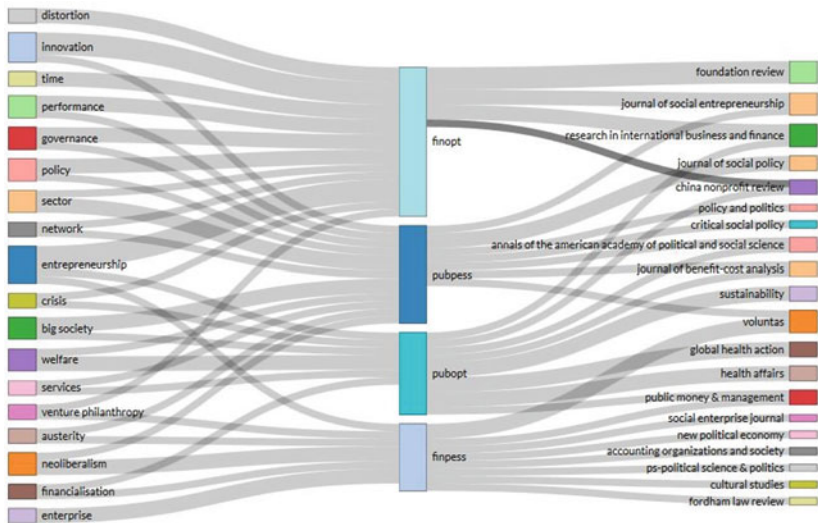 distortion
innovation
time
performance
governance
policy
sector
network
entrepreneurship
crisis
big society
welfare
services
venture philanthropy
austerity
neoliberalism
financialisation
enterprise
finopt
pubpess
pubopt
finpess
foundation review
journal of social entrepreneurship
research in international business and finance
journal of social policy
china nonprofit review
policy and politics
critical social policy
annals of the american academy of political and social science
journal of benefit-cost analysis
sustainability
voluntas
global health action
health affairs
public money & management
social enterprise journal
new political economy
accounting organizations and society
ps-political science & politics
cultural studies
fordham law review